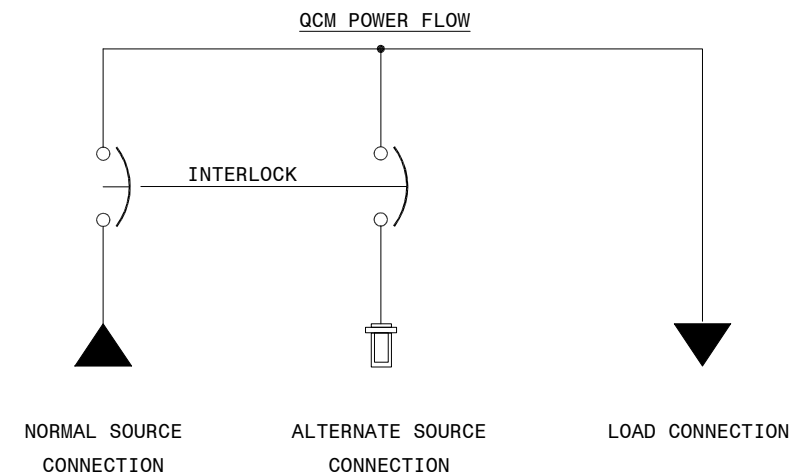 QCM POWER FLOW
INTERLOCK
NORMAL SOURCE
CONNECTION
ALTERNATE SOURCE
CONNECTION
LOAD CONNECTION